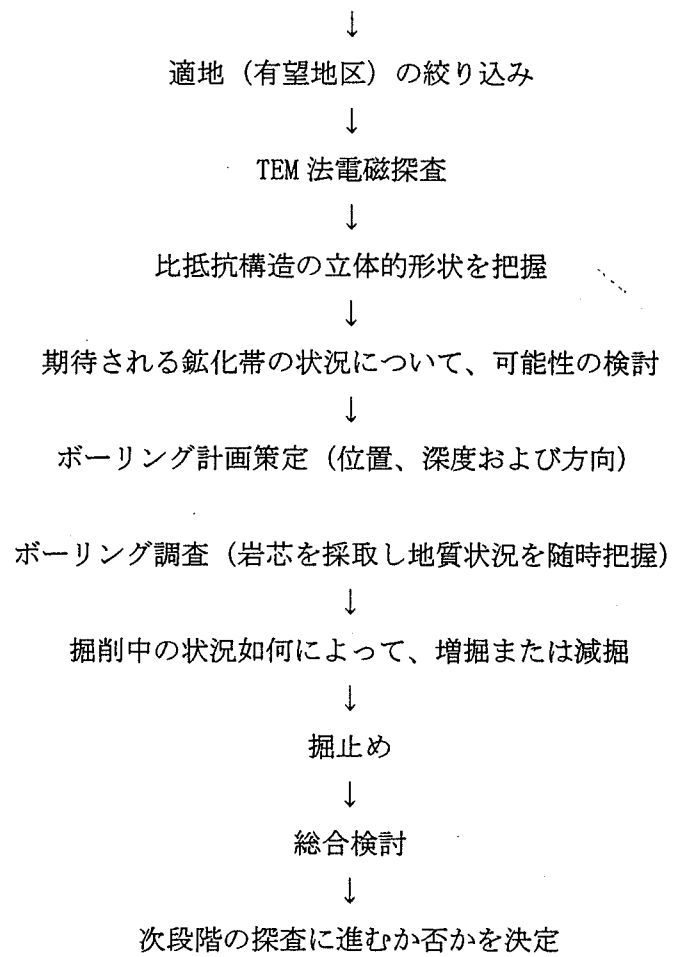 ↓
適地（有望地区）の絞り込み
↓
TEM法電磁探査
↓
比抵抗構造の立体的形状を把握
↓
期待される鉱化帯の状況について、可能性の検討
↓
ボーリング計画策定（位置、深度および方向）
ボーリング調査（岩芯を採取し地質状況を随時把握）
↓
掘削中の状況如何によって、増掘または減掘
↓
掘止め
↓
総合検討
↓
次段階の探査に進むか否かを決定